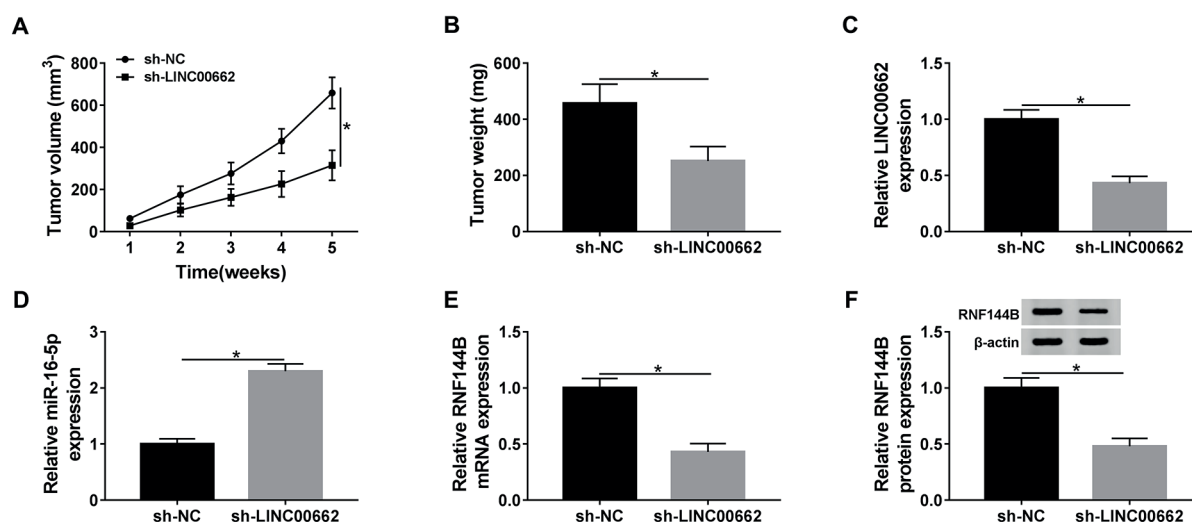 A
sh-NC
sh-LINC00662
Tumor volume (mm³)
800
600
400
200
0
*
1 2 3 4 5
Time(weeks)
B
Tumor weight (mg)
600
400
200
0
*
sh-NC sh-LINC00662
C
Relative LINC00662
expression
1.5
1.0
0.5
0.0
*
sh-NC sh-LINC00662
D
Relative miR-16-5p
expression
3
2
1
0
*
sh-NC sh-LINC00662
E
Relative RNF144B
mRNA expression
1.5
1.0
0.5
0.0
*
sh-NC sh-LINC00662
F
RNF144B
β-actin
Relative RNF144B
protein expression
1.5
1.0
0.5
0.0
*
sh-NC sh-LINC00662